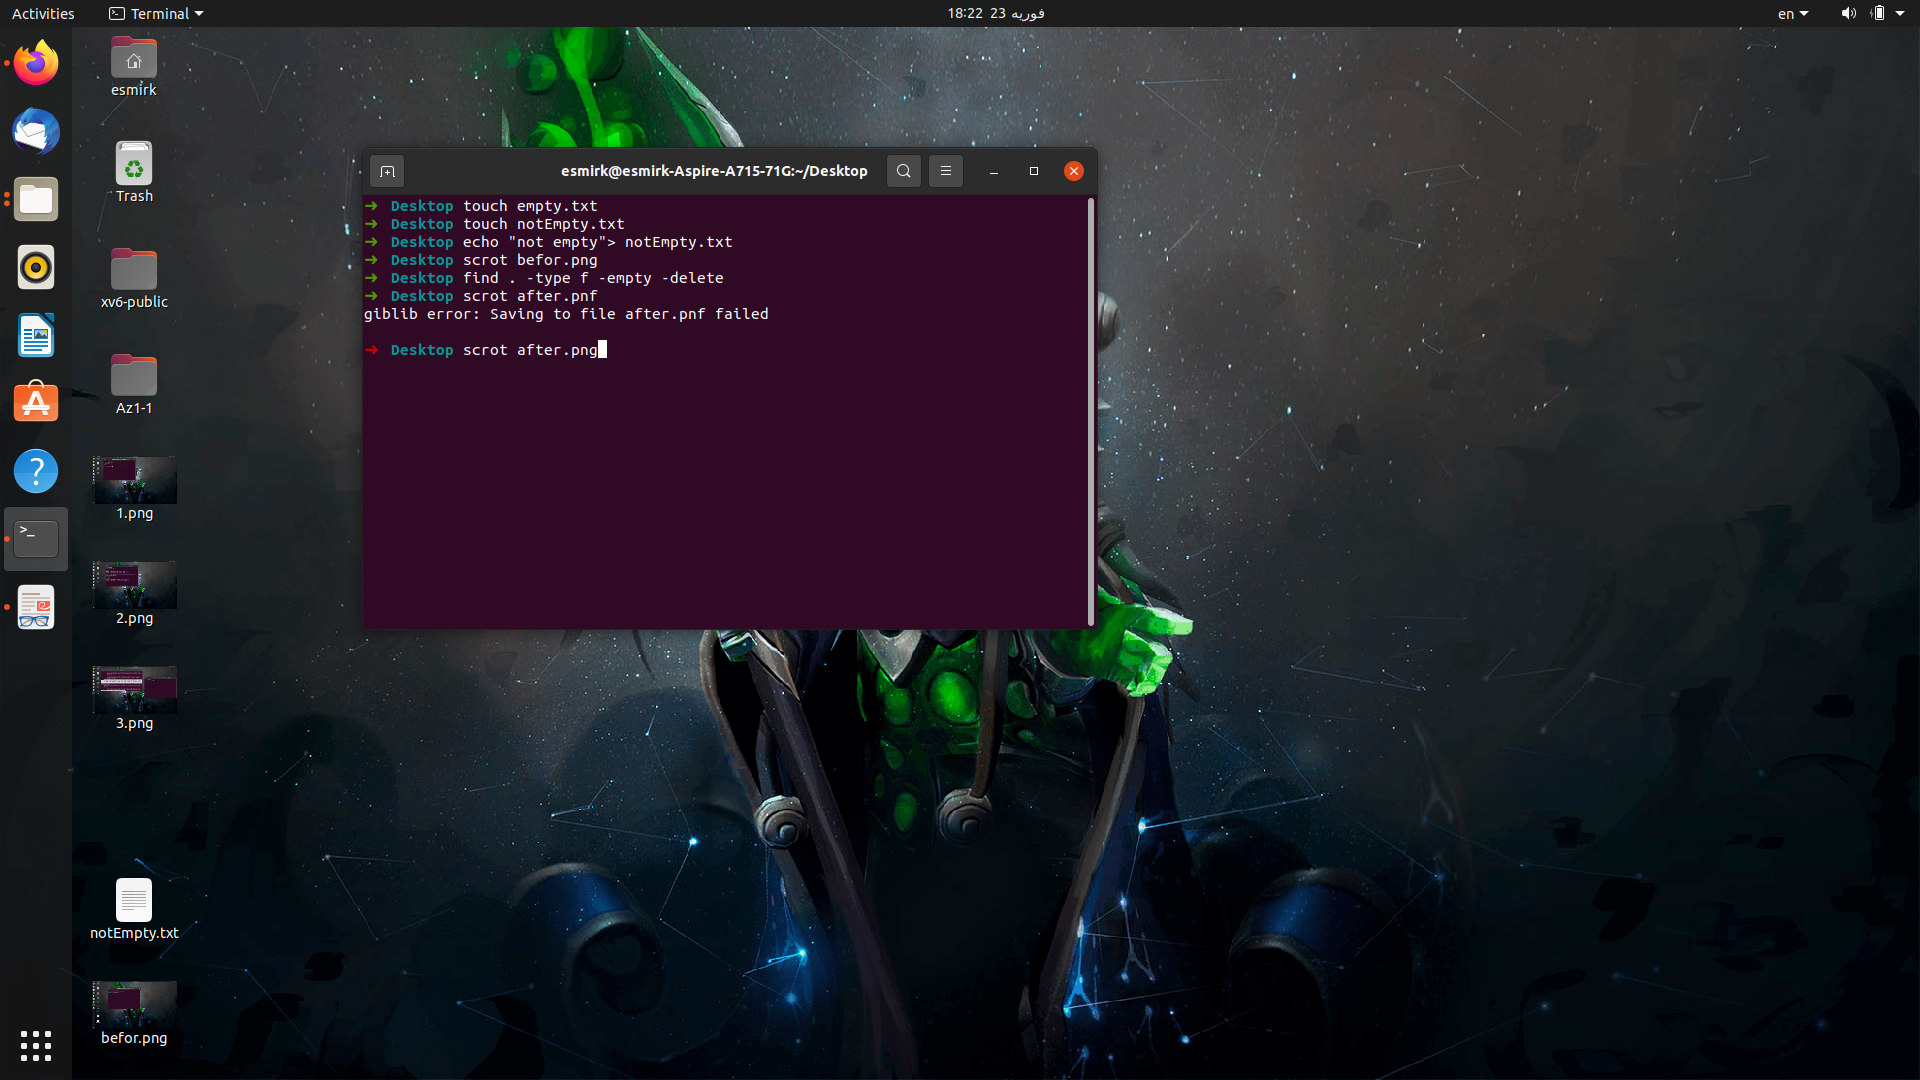 Activities
Terminal
18:22  23 فوریه
en
esmirk
Trash
xv6-public
Az1-1
1.png
2.png
3.png
notEmpty.txt
befor.png
esmirk@esmirk-Aspire-A715-71G:~/Desktop
➜  Desktop touch empty.txt
➜  Desktop touch notEmpty.txt
➜  Desktop echo "not empty"> notEmpty.txt
➜  Desktop scrot befor.png
➜  Desktop find . -type f -empty -delete
➜  Desktop scrot after.pnf
giblib error: Saving to file after.pnf failed
➜  Desktop scrot after.png